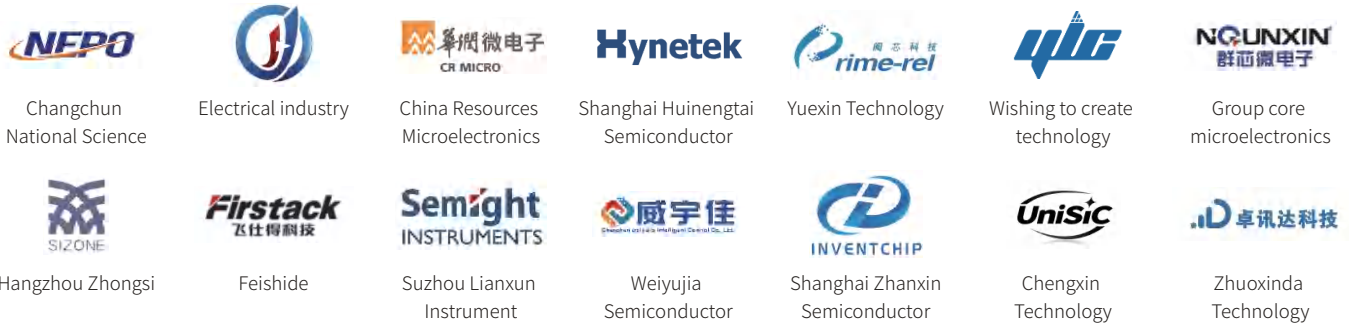 NEPO
華潤微电子
CR MICRO
Hynetek
阅芯科技
Prime-rel
NQUNXIN
群芯微电子
Changchun
National Science
Electrical industry
China Resources
Microelectronics
Shanghai Huinengtai
Semiconductor
Yuexin Technology
Wishing to create
technology
Group core
microelectronics
SIZONE
Firstack
飞仕得科技
Semight
INSTRUMENTS
威宇佳
INVENTCHIP
UniSiC
卓讯达科技
Hangzhou Zhongsi
Feishide
Suzhou Lianxun
Instrument
Weiyujia
Semiconductor
Shanghai Zhanxin
Semiconductor
Chengxin
Technology
Zhuoxinda
Technology